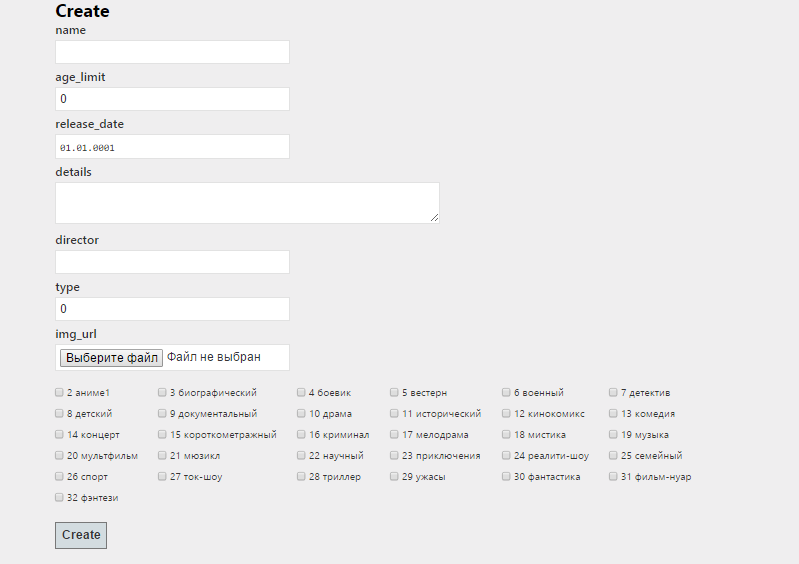 Create
name
age_limit
0
release_date
01.01.0001
details
director
type
0
img_url
Выберите файл Файл не выбран
2 аниме1 3 биографический 4 боевик 5 вестерн 6 военный 7 детектив
8 детский 9 документальный 10 драма 11 исторический 12 кинокомикс 13 комедия
14 концерт 15 короткометражный 16 криминал 17 мелодрама 18 мистика 19 музыка
20 мультфильм 21 мюзикл 22 научный 23 приключения 24 реалити-шоу 25 семейный
26 спорт 27 ток-шоу 28 триллер 29 ужасы 30 фантастика 31 фильм-нуар
32 фэнтези
Create